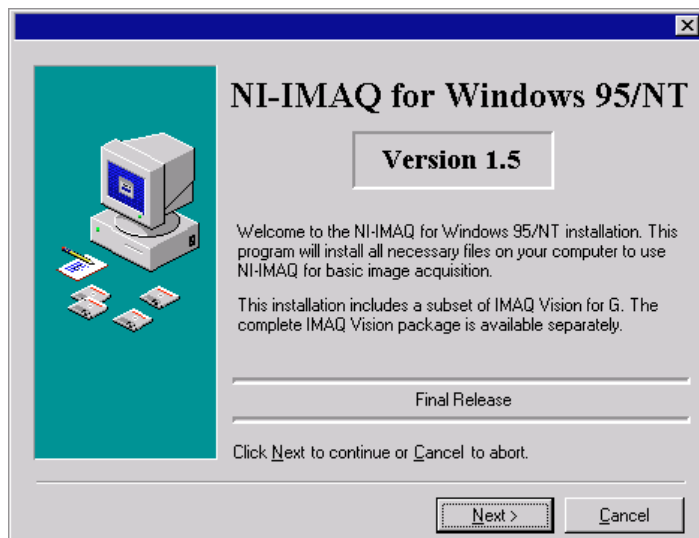 NI-IMAQ for Windows 95/NT
Version 1.5
Welcome to the NI-IMAQ for Windows 95/NT installation. This
program will install all necessary files on your computer to use
NI-IMAQ for basic image acquisition.
This installation includes a subset of IMAQ Vision for G. The
complete IMAQ Vision package is available separately.
Final Release
Click Next to continue or Cancel to abort.
Next >
Cancel